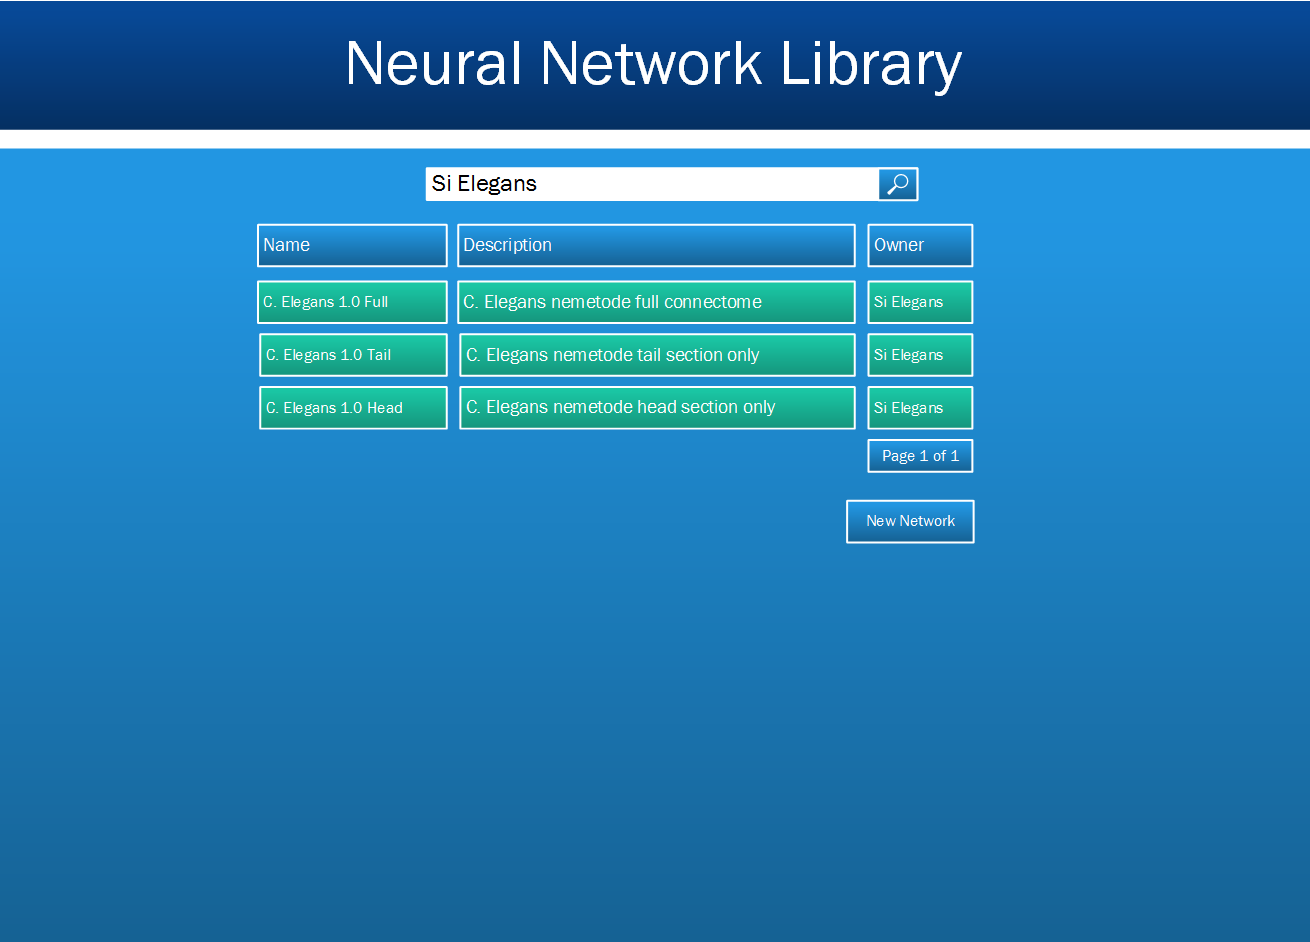 Neural Network Library
Si Elegans
Name Description Owner
C. Elegans 1.0 Full C. Elegans nemetode full connectome Si Elegans
C. Elegans 1.0 Tail C. Elegans nemetode tail section only Si Elegans
C. Elegans 1.0 Head C. Elegans nemetode head section only Si Elegans
Page 1 of 1
New Network